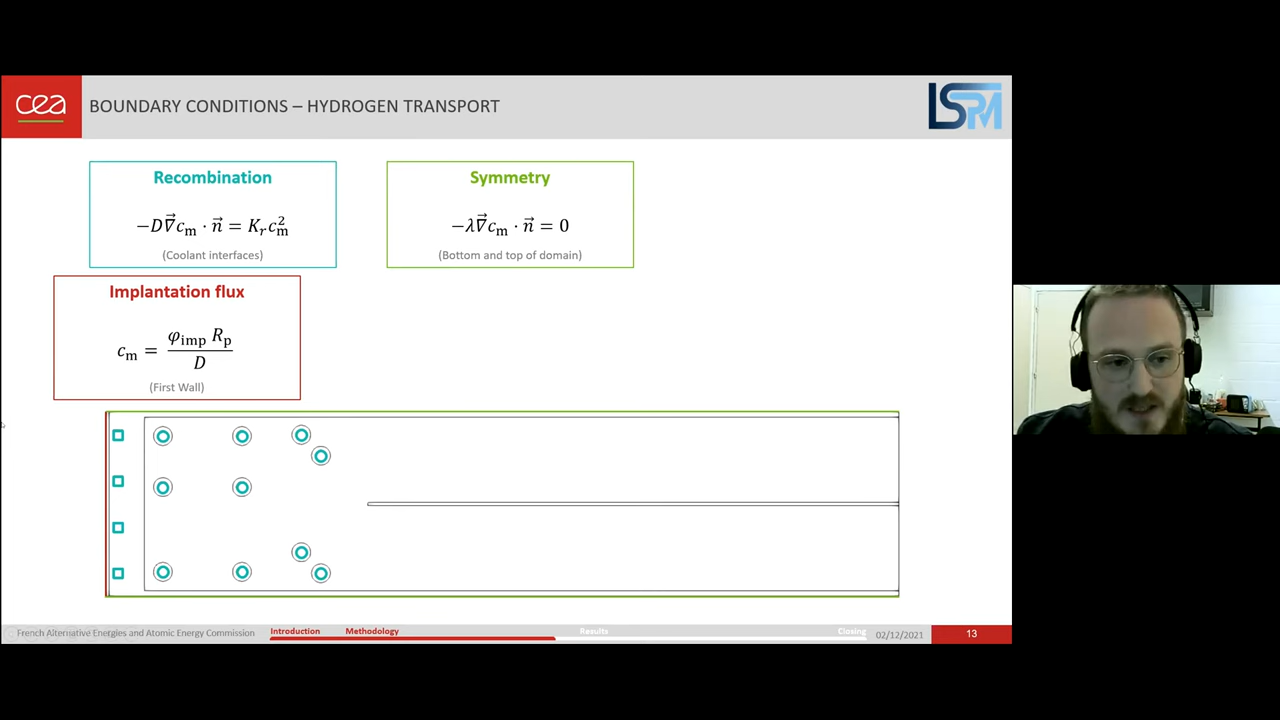 cea
BOUNDARY CONDITIONS – HYDROGEN TRANSPORT
LSPM
Recombination
−D∇⃗c_m · n⃗ = K_r c_m^2
(Coolant interfaces)
Symmetry
−λ∇⃗c_m · n⃗ = 0
(Bottom and top of domain)
Implantation flux
c_m = φ_imp R_p / D
(First Wall)
French Alternative Energies and Atomic Energy Commission
Introduction
Methodology
Results
Closing
02/12/2021
13